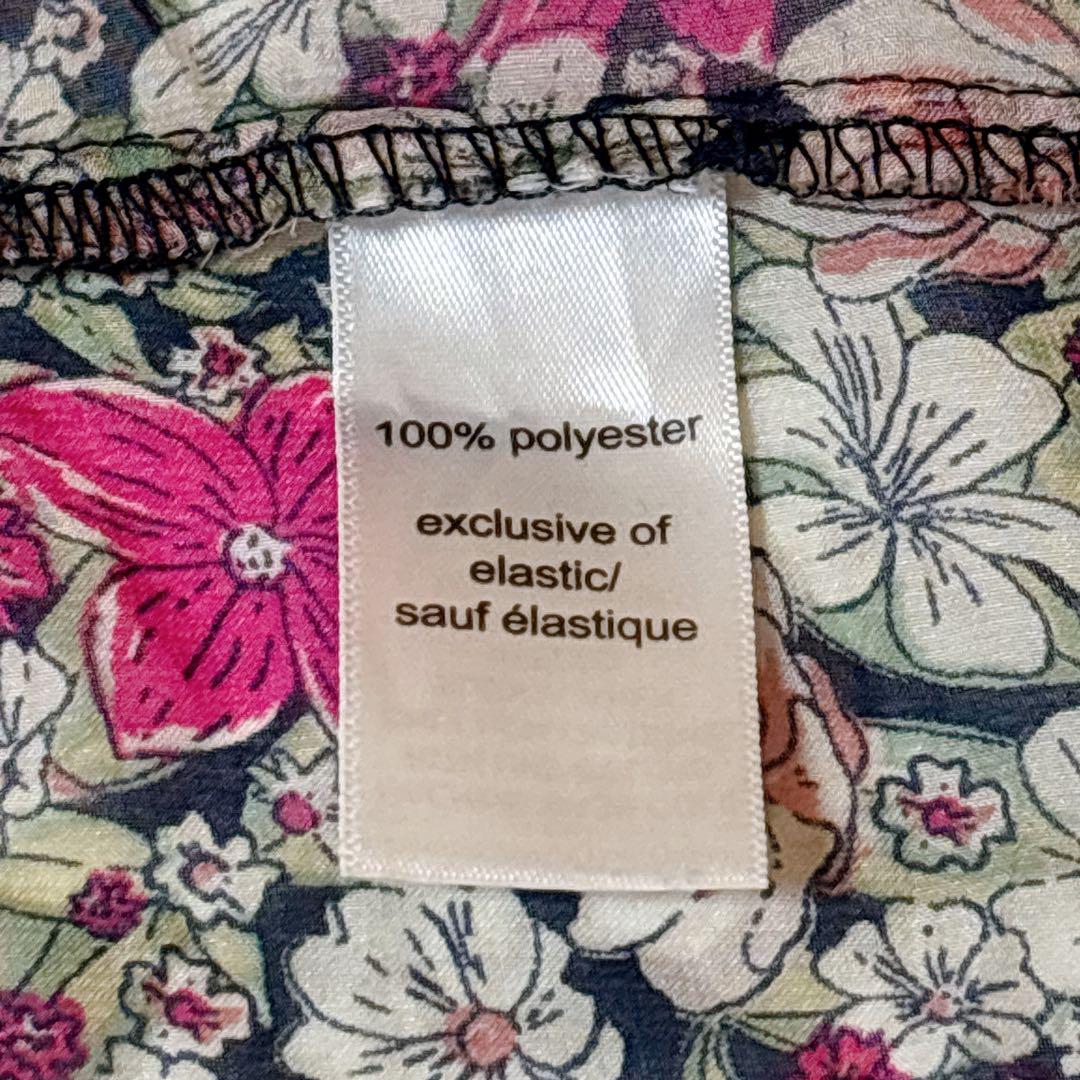 100% polyester
exclusive of
elastic/
sauf élastique